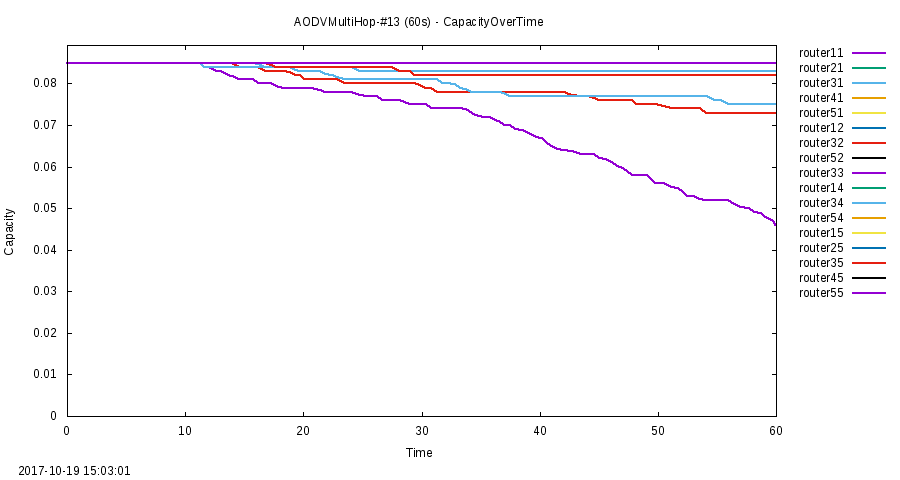 AODVMultiHop-#13 (60s) - CapacityOverTime
router11
router21
router31
router41
router51
router12
router32
router52
router33
router14
router34
router54
router15
router25
router35
router45
router55
0.08
0.07
0.06
0.05
0.04
0.03
0.02
0.01
0
Capacity
0 10 20 30 40 50 60
Time
2017-10-19 15:03:01